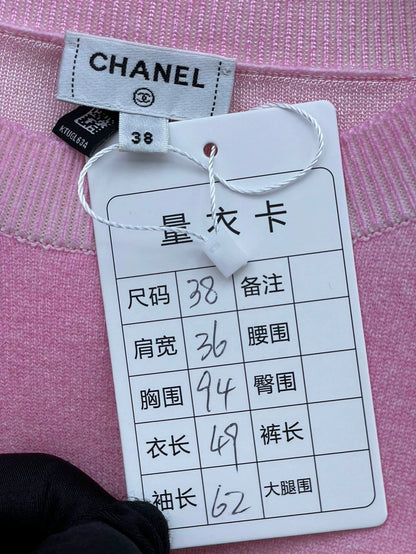 CHANEL
38
KTUGL634
量衣卡
尺码 38 备注
肩宽 36 腰围
胸围 94 臀围
衣长 49 裤长
袖长 62 大腿围